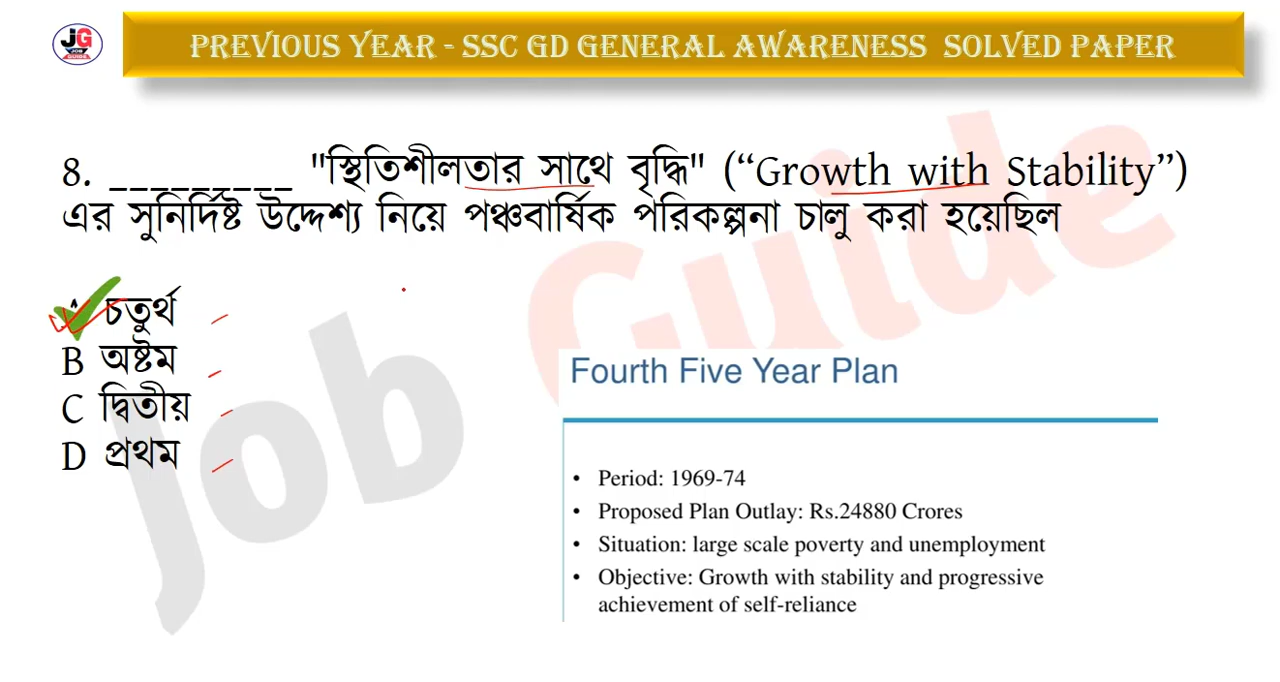 JG
JOB
GUIDE
PREVIOUS YEAR - SSC GD GENERAL AWARENESS SOLVED PAPER
8. _________ "স্থিতিশীলতার সাথে বৃদ্ধি" (“Growth with Stability”)
এর সুনির্দিষ্ট উদ্দেশ্য নিয়ে পঞ্চবার্ষিক পরিকল্পনা চালু করা হয়েছিল
A চতুর্থ
B অষ্টম
C দ্বিতীয়
D প্রথম
Job Guide
Fourth Five Year Plan
• Period: 1969-74
• Proposed Plan Outlay: Rs.24880 Crores
• Situation: large scale poverty and unemployment
• Objective: Growth with stability and progressive
achievement of self-reliance